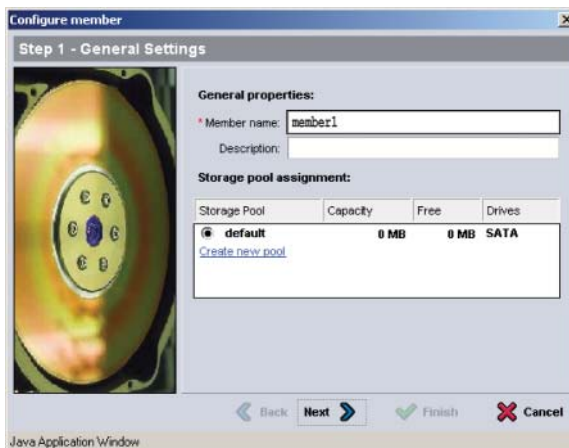 Configure member
Step 1 - General Settings
General properties:
* Member name: member1
Description:
Storage pool assignment:
Storage Pool Capacity Free Drives
default 0 MB 0 MB SATA
Create new pool
Back Next Finish Cancel
Java Application Window